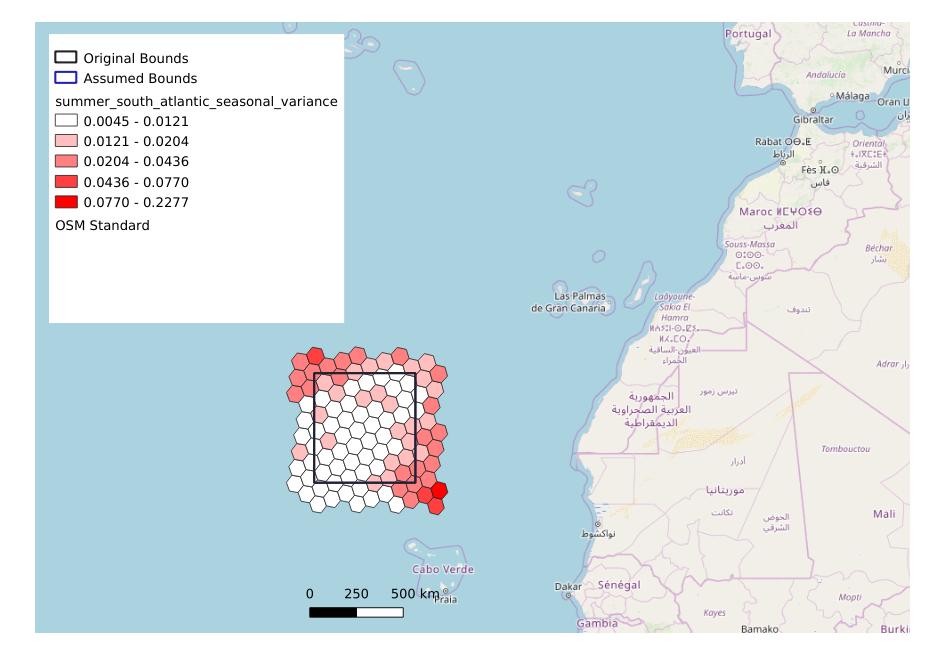 Original Bounds
Assumed Bounds
summer_south_atlantic_seasonal_variance
0.0045 - 0.0121
0.0121 - 0.0204
0.0204 - 0.0436
0.0436 - 0.0770
0.0770 - 0.2277
OSM Standard
Portugal
Castilla-
La Mancha
Andalucía
Murci
Málaga
Oran
Gibraltar
Rabat ⵔⴱⴰⵟ
الرباط
Oriental
الشرقية
Fès ⴼⴰⵙ
فاس
Maroc ⵍⵎⵖⵔⵉⴱ
المغرب
Souss-Massa
سوس-ماسة
Béchar
بشار
Las Palmas
de Gran Canaria
Laâyoune-
Sakia El
Hamra
العيون-الساقية
الحمراء
تندوف
Adrar
الجمهورية
العربية الصحراوية
الديمقراطية
تيرس زمور
أدرار
Tombouctou
موريتانيا
تكانت
الحوض
الشرقي
Mali
نواكشوط
Cabo Verde
Praia
0 250 500 km
Dakar
Sénégal
Gambia
Kayes
Mopti
Bamako
Burki